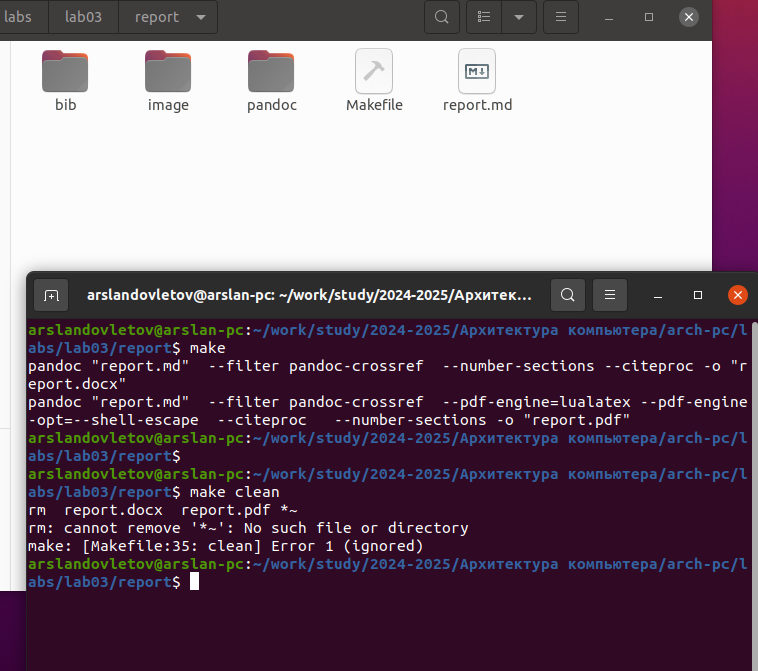 labs lab03 report
bib image pandoc Makefile report.md
arslandovletov@arslan-pc: ~/work/study/2024-2025/Архитек...
arslandovletov@arslan-pc:~/work/study/2024-2025/Архитектура компьютера/arch-pc/l
abs/lab03/report$ make
pandoc "report.md"  --filter pandoc-crossref  --number-sections --citeproc -o "r
eport.docx"
pandoc "report.md"  --filter pandoc-crossref  --pdf-engine=lualatex --pdf-engine
-opt=--shell-escape  --citeproc   --number-sections -o "report.pdf"
arslandovletov@arslan-pc:~/work/study/2024-2025/Архитектура компьютера/arch-pc/l
abs/lab03/report$
arslandovletov@arslan-pc:~/work/study/2024-2025/Архитектура компьютера/arch-pc/l
abs/lab03/report$ make clean
rm  report.docx  report.pdf *~
rm: cannot remove '*~': No such file or directory
make: [Makefile:35: clean] Error 1 (ignored)
arslandovletov@arslan-pc:~/work/study/2024-2025/Архитектура компьютера/arch-pc/l
abs/lab03/report$